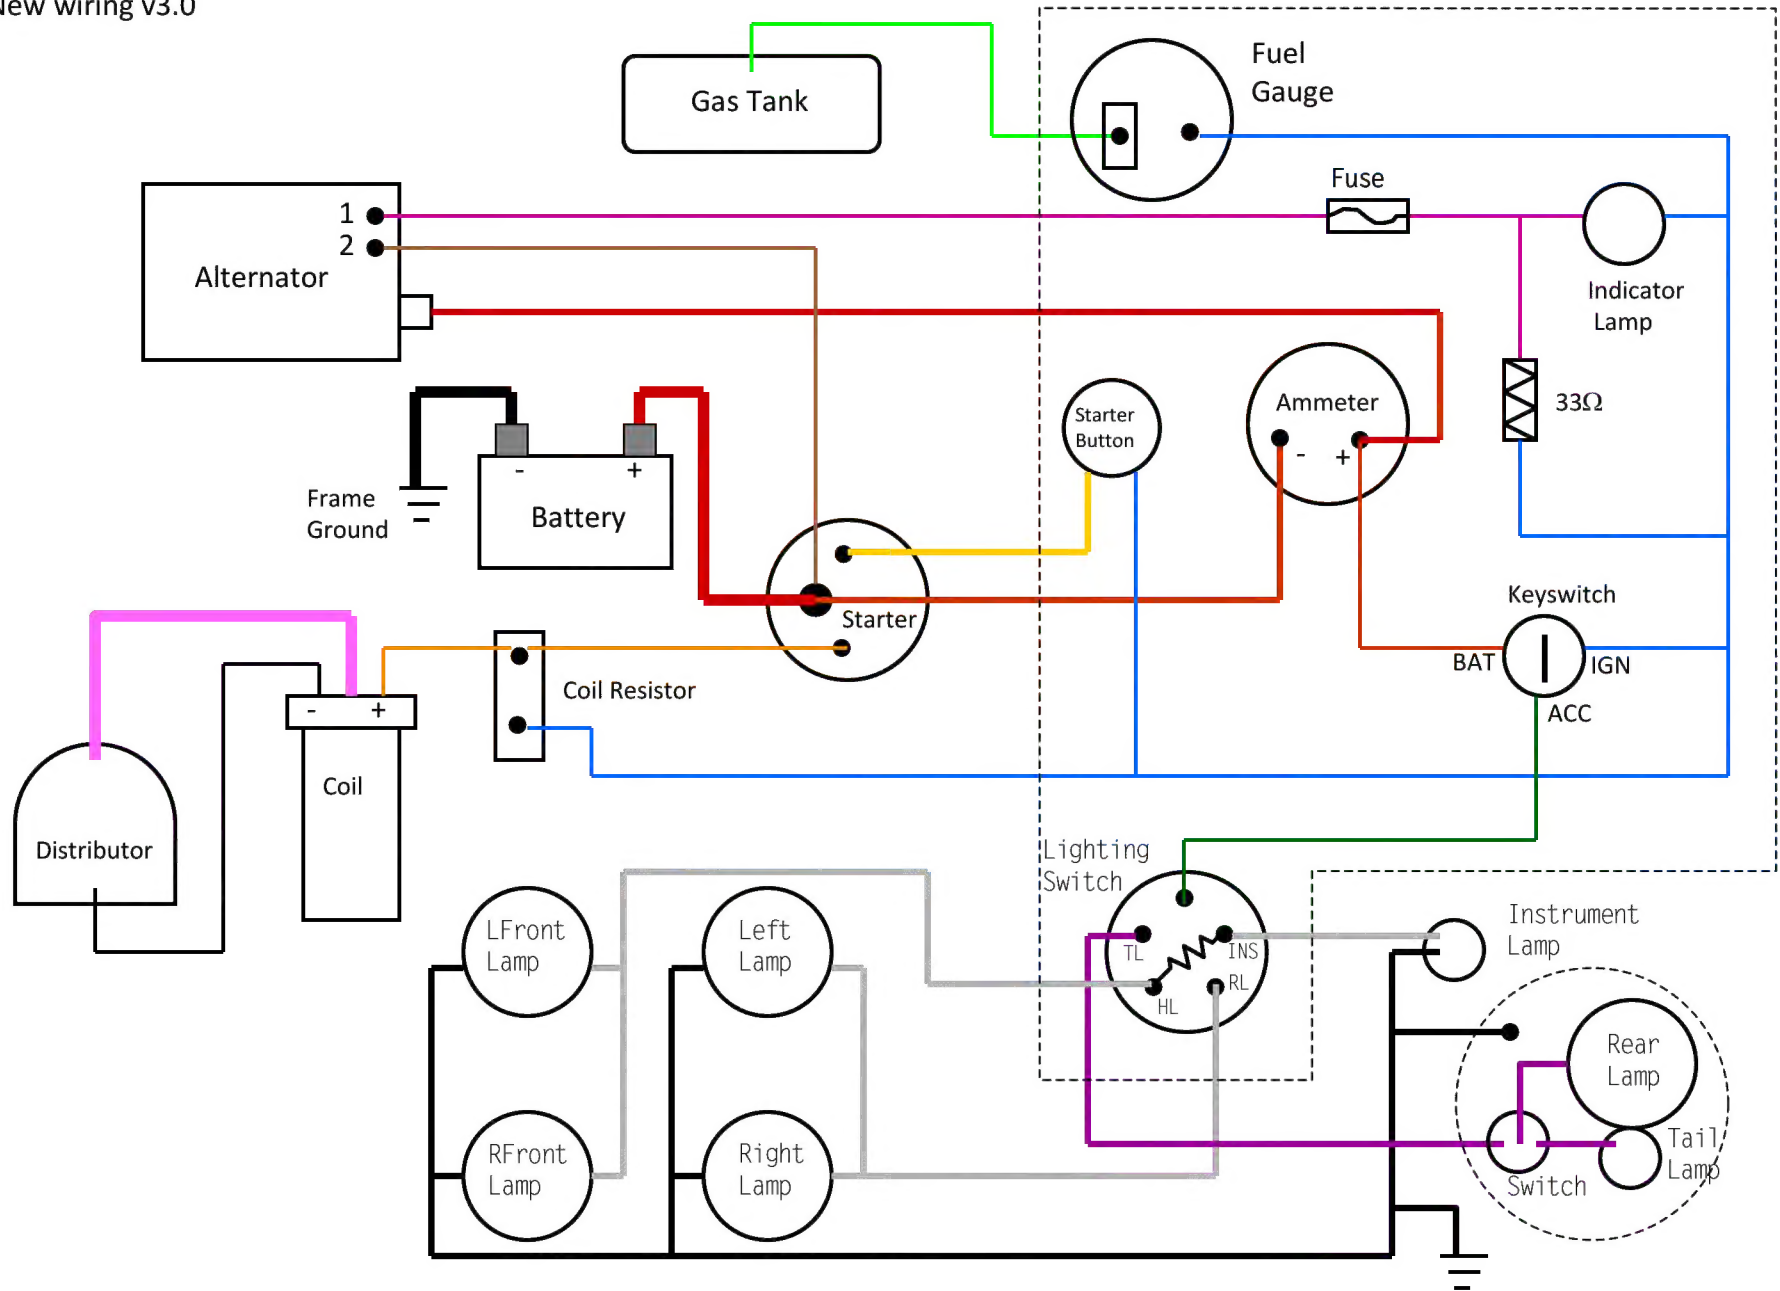 New wiring v3.0
Fuel
Gauge
Gas Tank
Fuse
1
2
Alternator
Indicator
Lamp
Ammeter
- +
33Ω
Starter
Button
- +
Battery
Frame
Ground
Starter
Keyswitch
BAT
IGN
ACC
Coil Resistor
- +
Coil
Distributor
Lighting
Switch
TL
INS
HL
RL
LFront
Lamp
Left
Lamp
Instrument
Lamp
Rear
Lamp
RFront
Lamp
Right
Lamp
Tail
Lamp
Switch